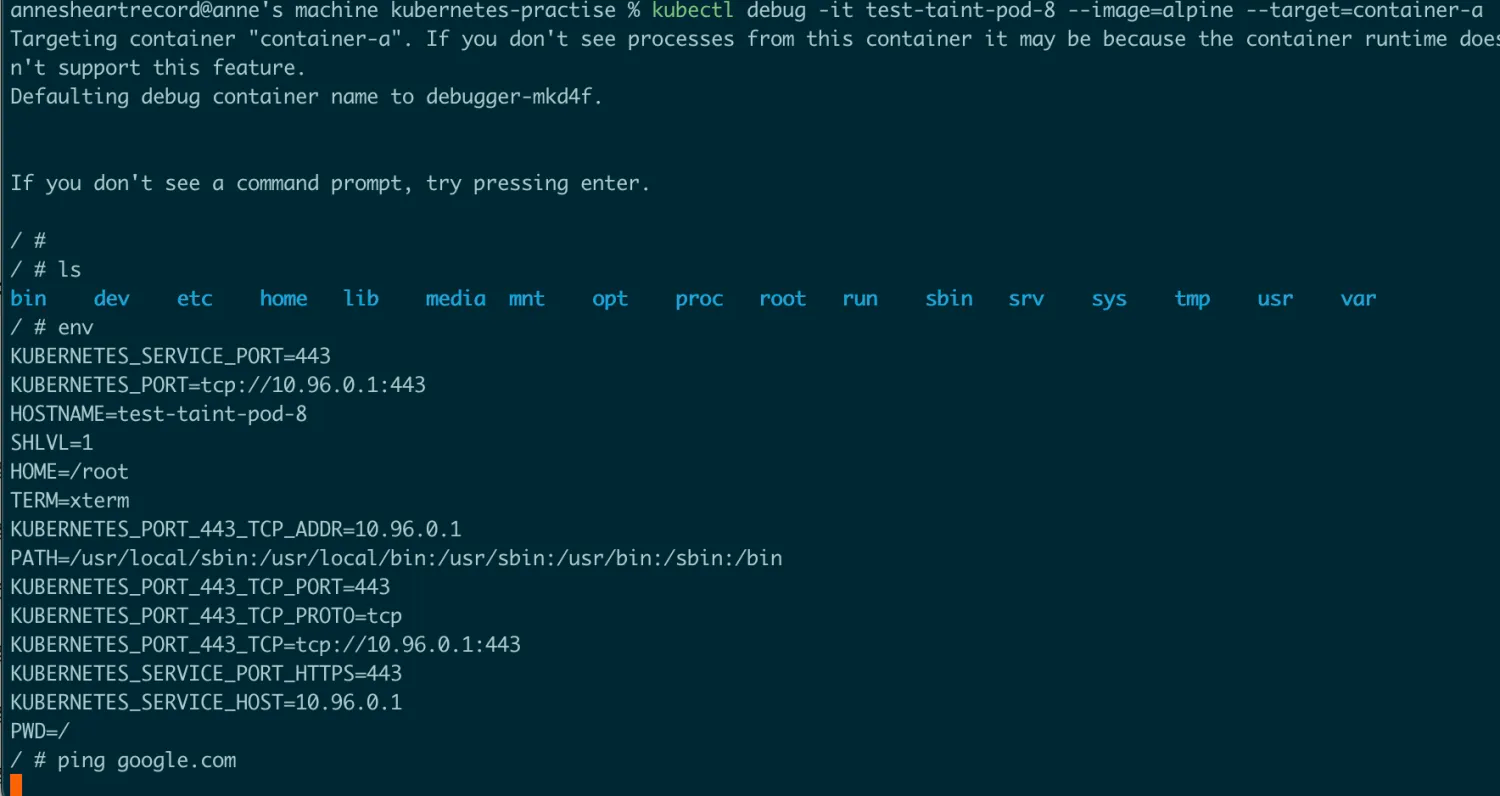 annesheartrecord@anne's machine kubernetes-practise % kubectl debug -it test-taint-pod-8 --image=alpine --target=container-a
Targeting container "container-a". If you don't see processes from this container it may be because the container runtime does
n't support this feature.
Defaulting debug container name to debugger-mkd4f.
If you don't see a command prompt, try pressing enter.
/ #
/ # ls
bin dev etc home lib media mnt opt proc root run sbin srv sys tmp usr var
/ # env
KUBERNETES_SERVICE_PORT=443
KUBERNETES_PORT=tcp://10.96.0.1:443
HOSTNAME=test-taint-pod-8
SHLVL=1
HOME=/root
TERM=xterm
KUBERNETES_PORT_443_TCP_ADDR=10.96.0.1
PATH=/usr/local/sbin:/usr/local/bin:/usr/sbin:/usr/bin:/sbin:/bin
KUBERNETES_PORT_443_TCP_PORT=443
KUBERNETES_PORT_443_TCP_PROTO=tcp
KUBERNETES_PORT_443_TCP=tcp://10.96.0.1:443
KUBERNETES_SERVICE_PORT_HTTPS=443
KUBERNETES_SERVICE_HOST=10.96.0.1
PWD=/
/ # ping google.com